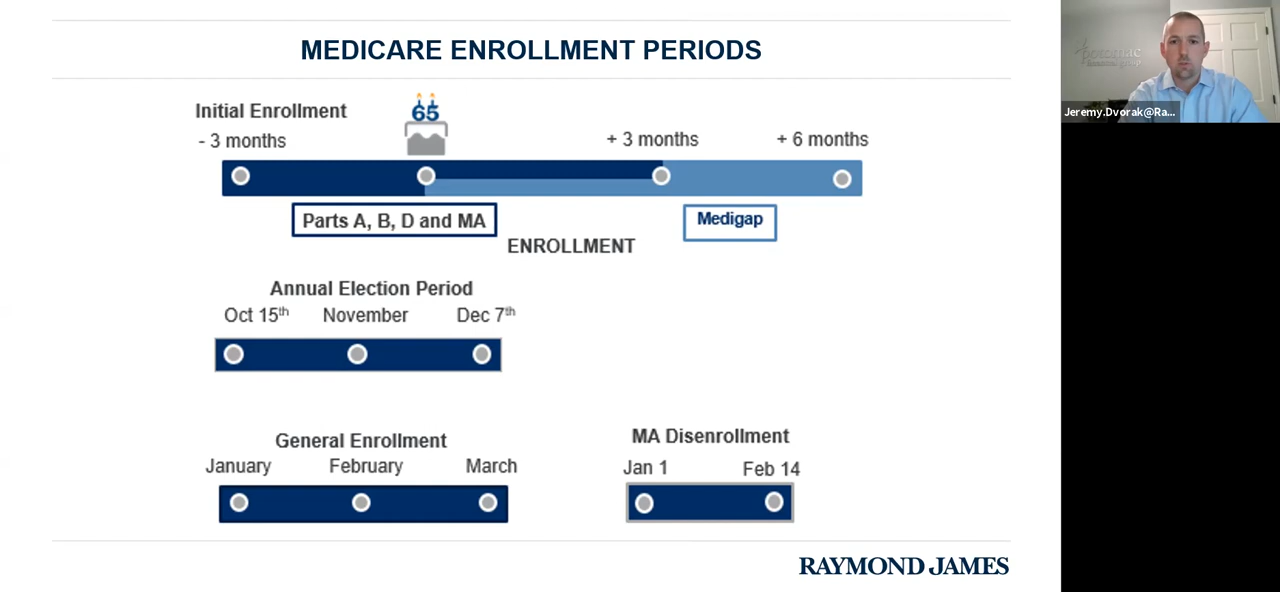 MEDICARE ENROLLMENT PERIODS
Initial Enrollment
- 3 months
65
+ 3 months
+ 6 months
Parts A, B, D and MA
Medigap
ENROLLMENT
Annual Election Period
Oct 15th November Dec 7th
General Enrollment
January February March
MA Disenrollment
Jan 1 Feb 14
RAYMOND JAMES
potomac
Jeremy.Dvorak@Ra...